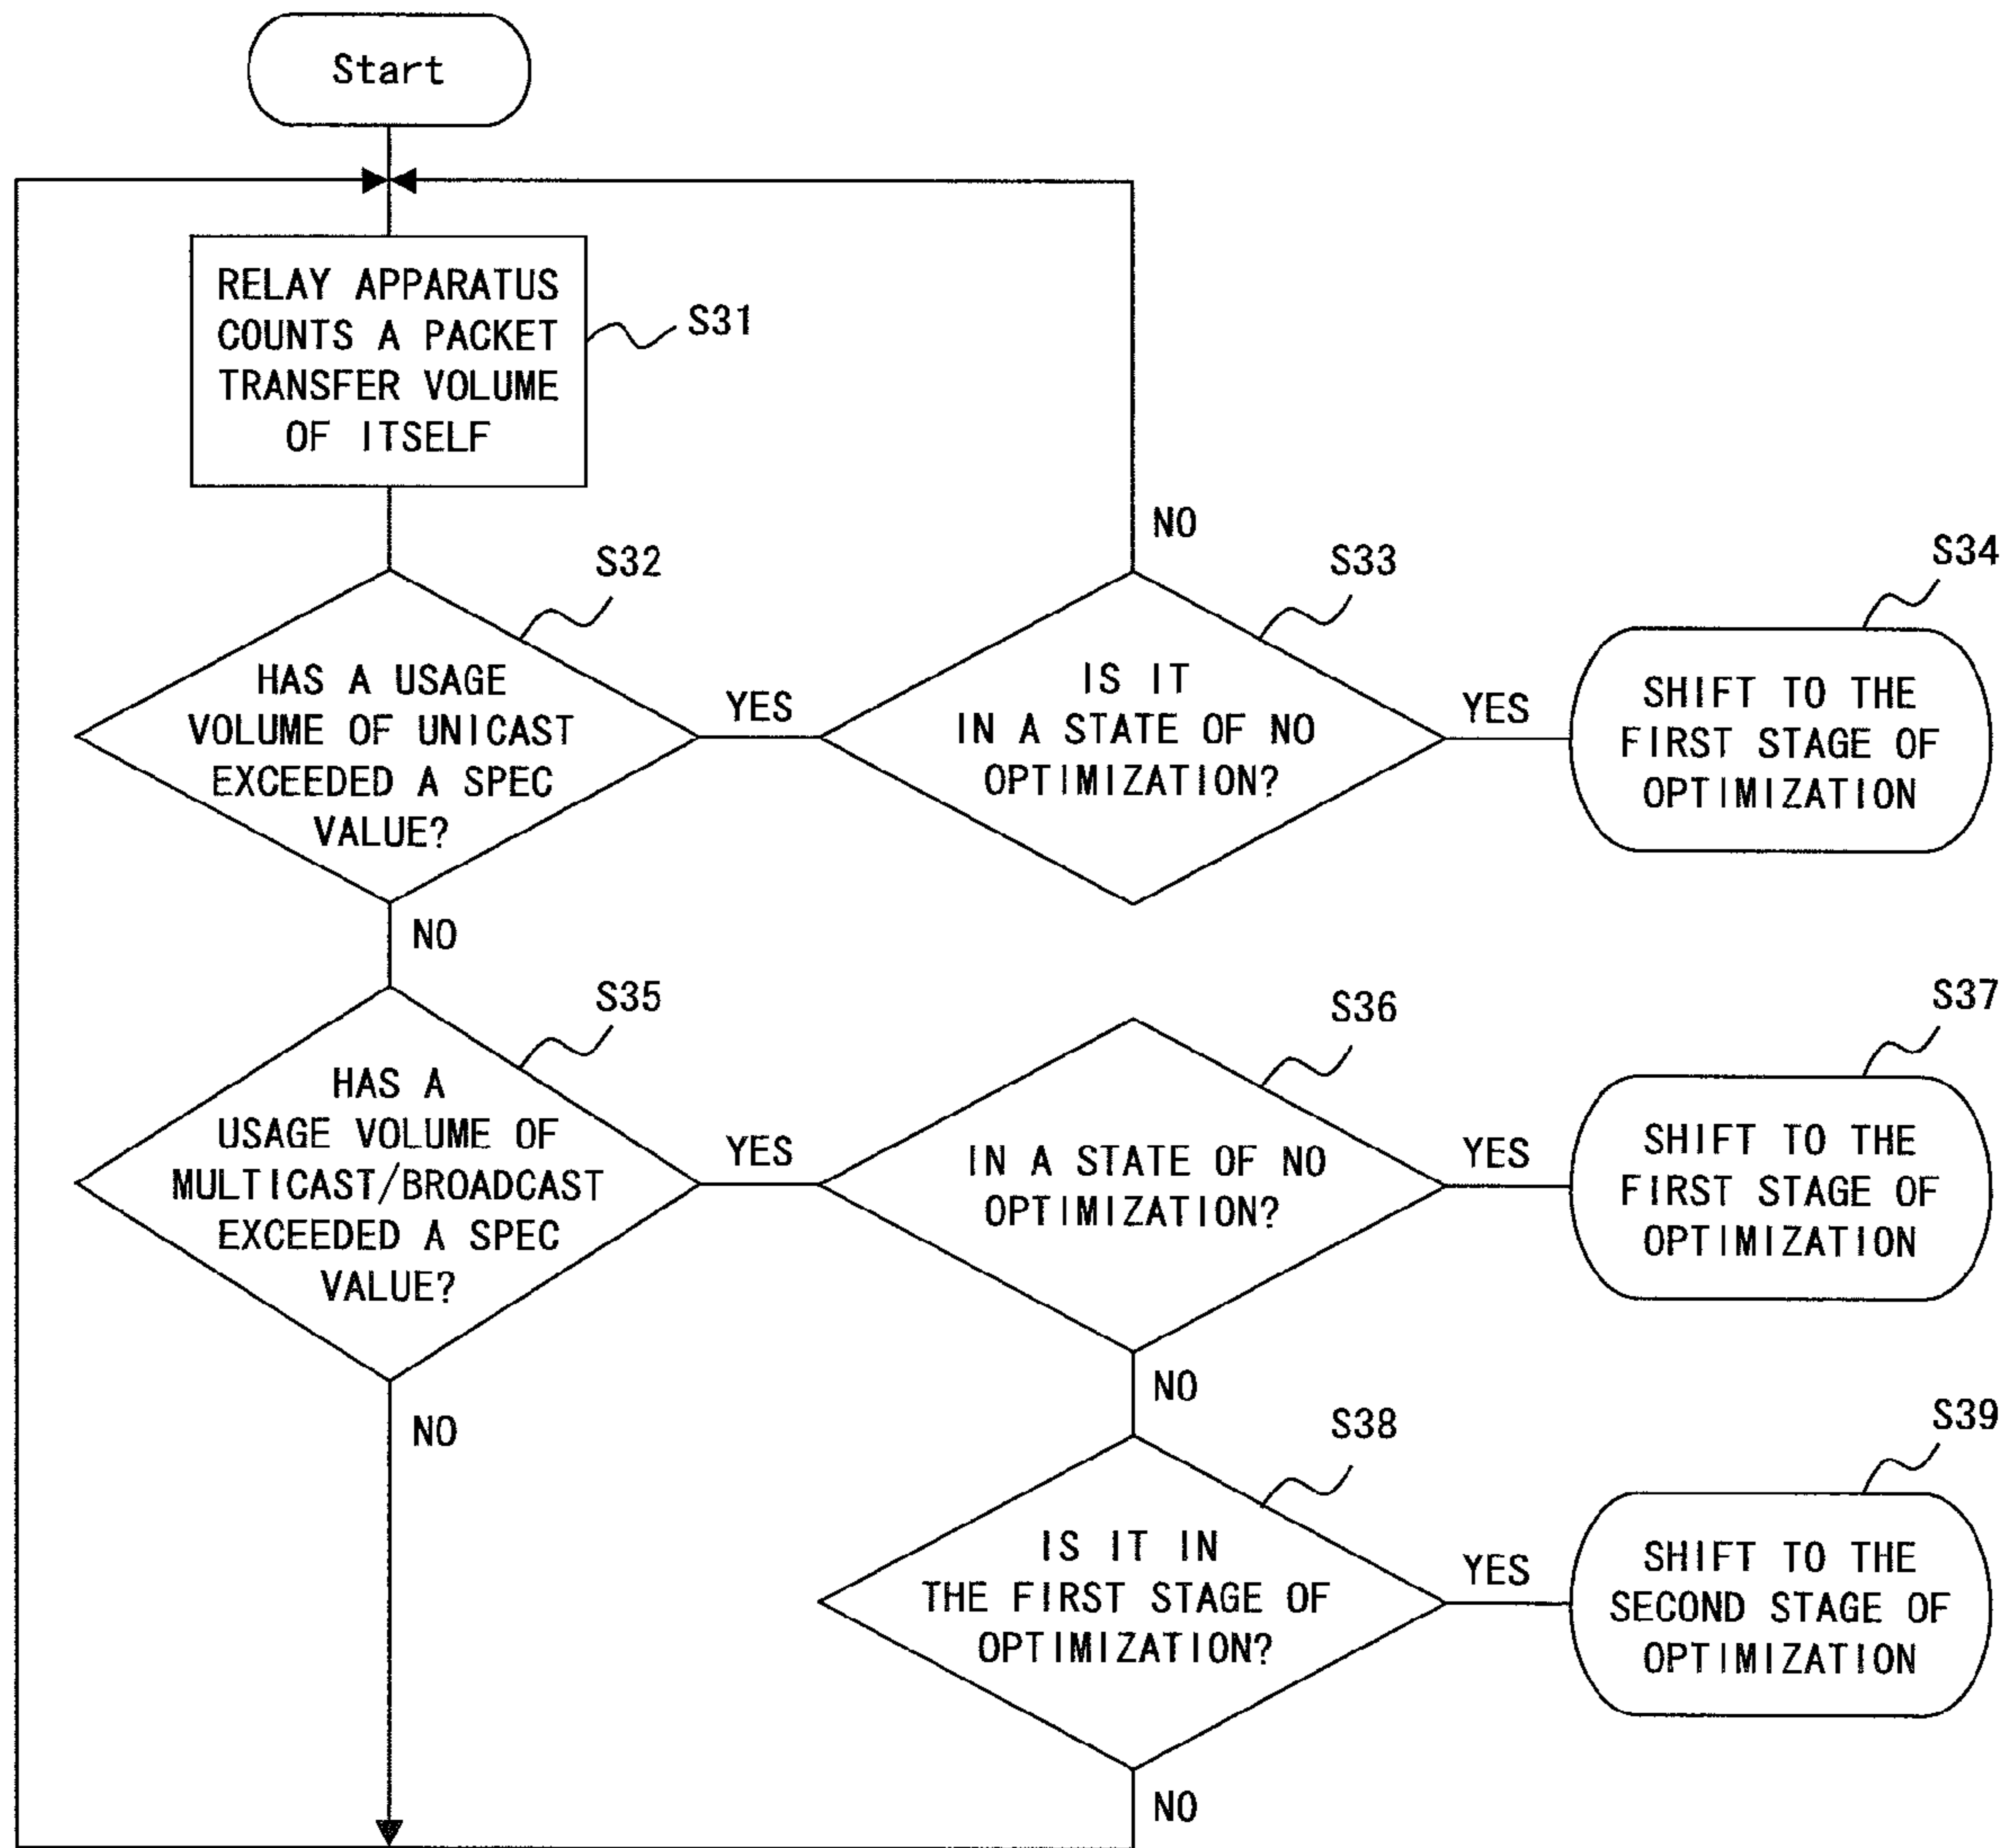 Start
RELAY APPARATUS
COUNTS A PACKET
TRANSFER VOLUME
OF ITSELF
S31
S32
HAS A USAGE
VOLUME OF UNICAST
EXCEEDED A SPEC
VALUE?
YES
NO
S33
IS IT
IN A STATE OF NO
OPTIMIZATION?
NO
YES
S34
SHIFT TO THE
FIRST STAGE OF
OPTIMIZATION
S35
HAS A
USAGE VOLUME OF
MULTICAST/BROADCAST
EXCEEDED A SPEC
VALUE?
YES
NO
S36
IN A STATE OF NO
OPTIMIZATION?
YES
NO
S37
SHIFT TO THE
FIRST STAGE OF
OPTIMIZATION
S38
IS IT IN
THE FIRST STAGE OF
OPTIMIZATION?
YES
NO
S39
SHIFT TO THE
SECOND STAGE OF
OPTIMIZATION